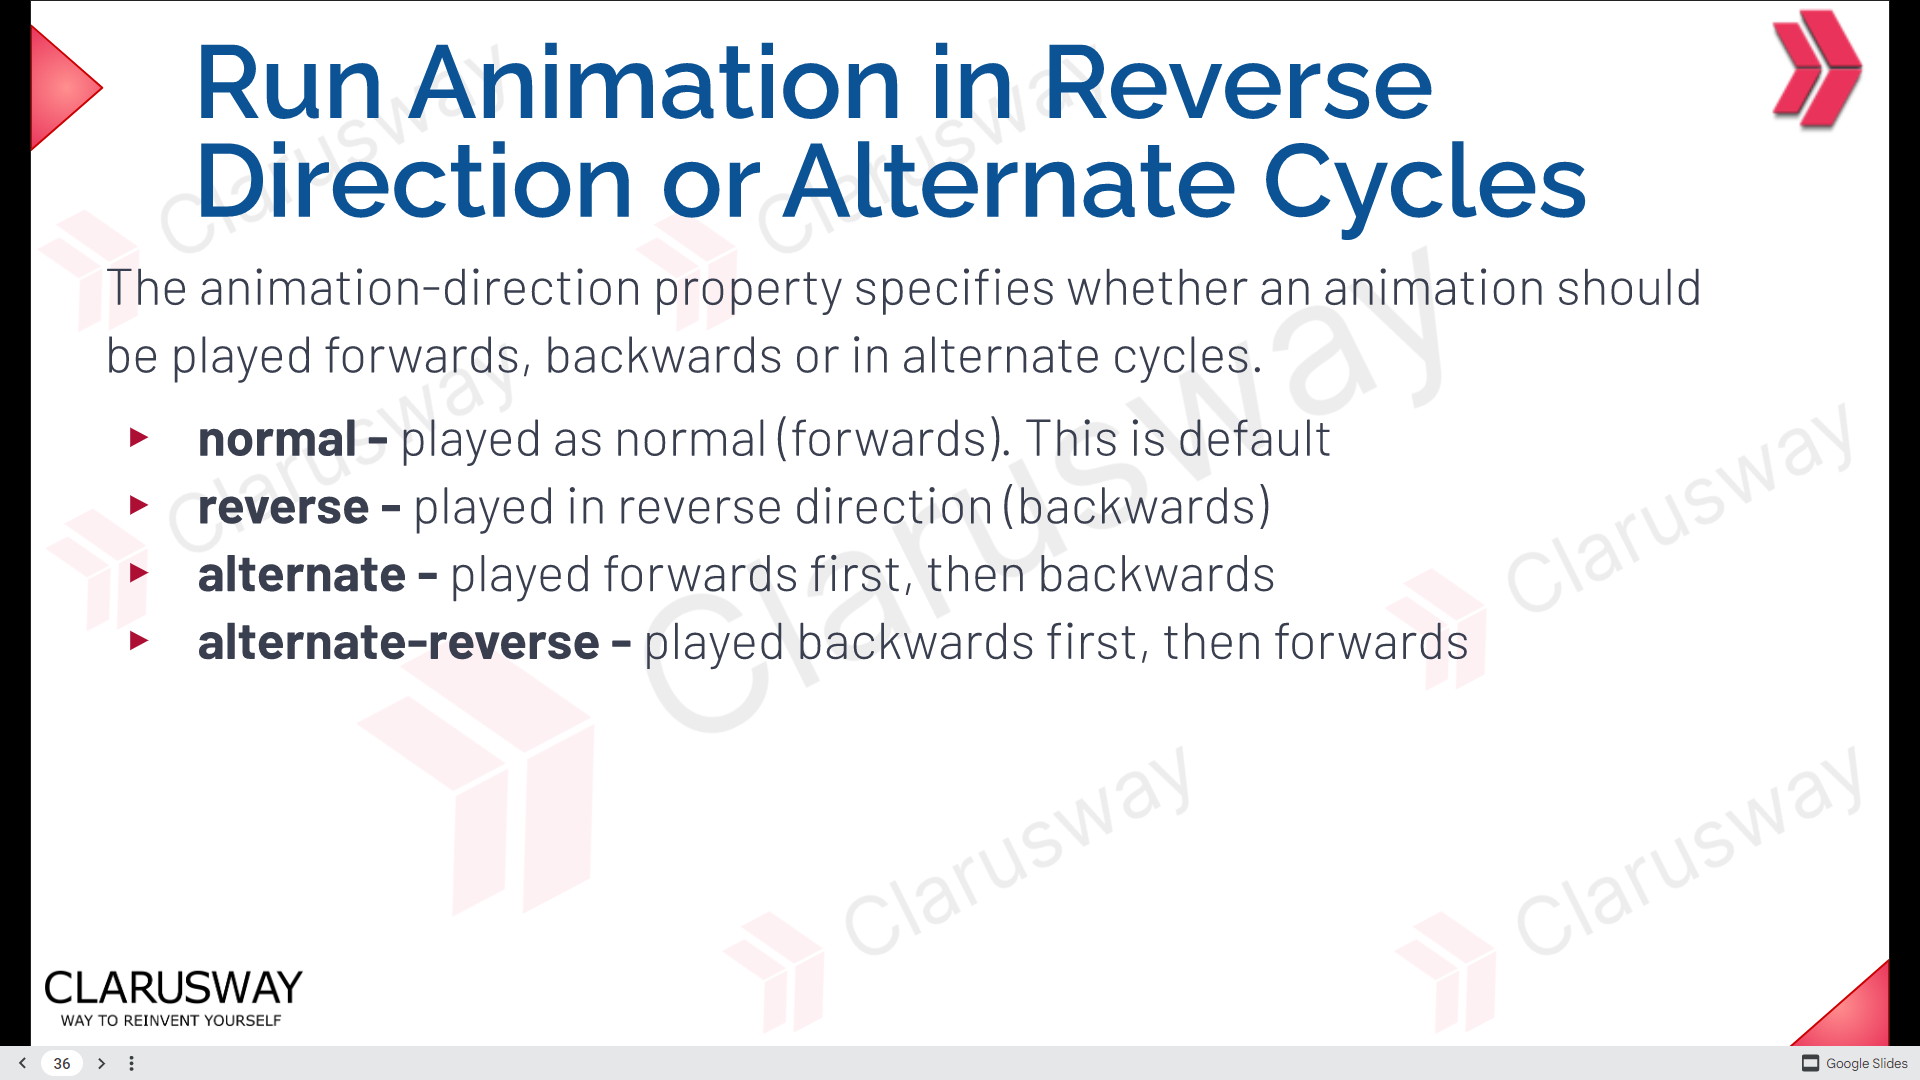 Run Animation in Reverse
Direction or Alternate Cycles
The animation-direction property specifies whether an animation should
be played forwards, backwards or in alternate cycles.
► normal - played as normal (forwards). This is default
► reverse - played in reverse direction (backwards)
► alternate - played forwards first, then backwards
► alternate-reverse - played backwards first, then forwards
Clarusway
Clarusway
Clarusway
Clarusway
Clarusway
Clarusway
Clarusway
CLARUSWAY
WAY TO REINVENT YOURSELF
36
Google Slides